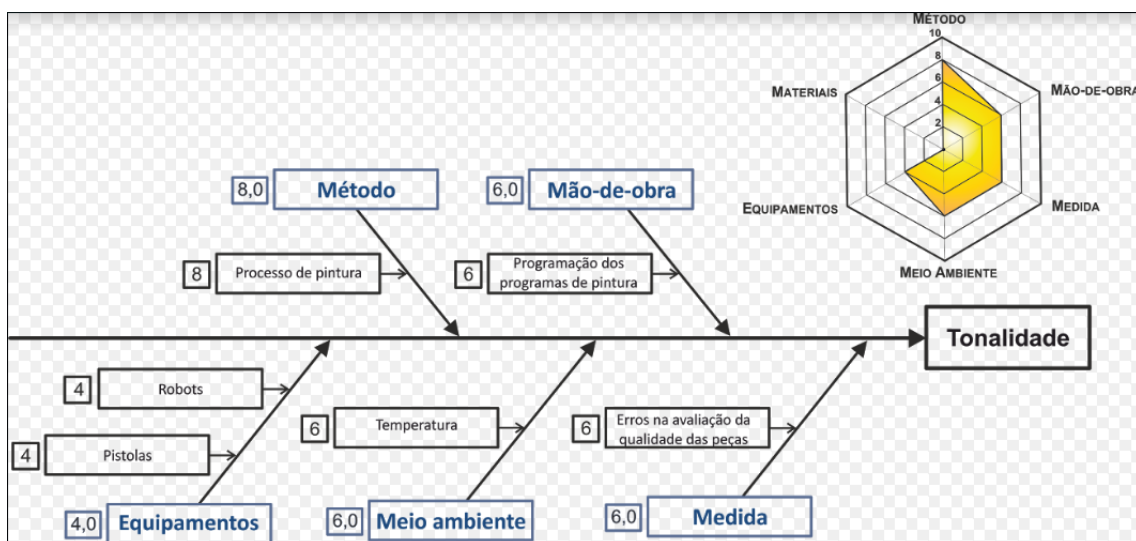 MÉTODO
10
8
6
4
2
MATERIAIS
MÃO-DE-OBRA
EQUIPAMENTOS
MEDIDA
MEIO AMBIENTE
8,0 Método
6,0 Mão-de-obra
8 Processo de pintura
6 Programação dos
programas de pintura
Tonalidade
4 Robots
6 Temperatura
6 Erros na avaliação da
qualidade das peças
4 Pistolas
4,0 Equipamentos
6,0 Meio ambiente
6,0 Medida